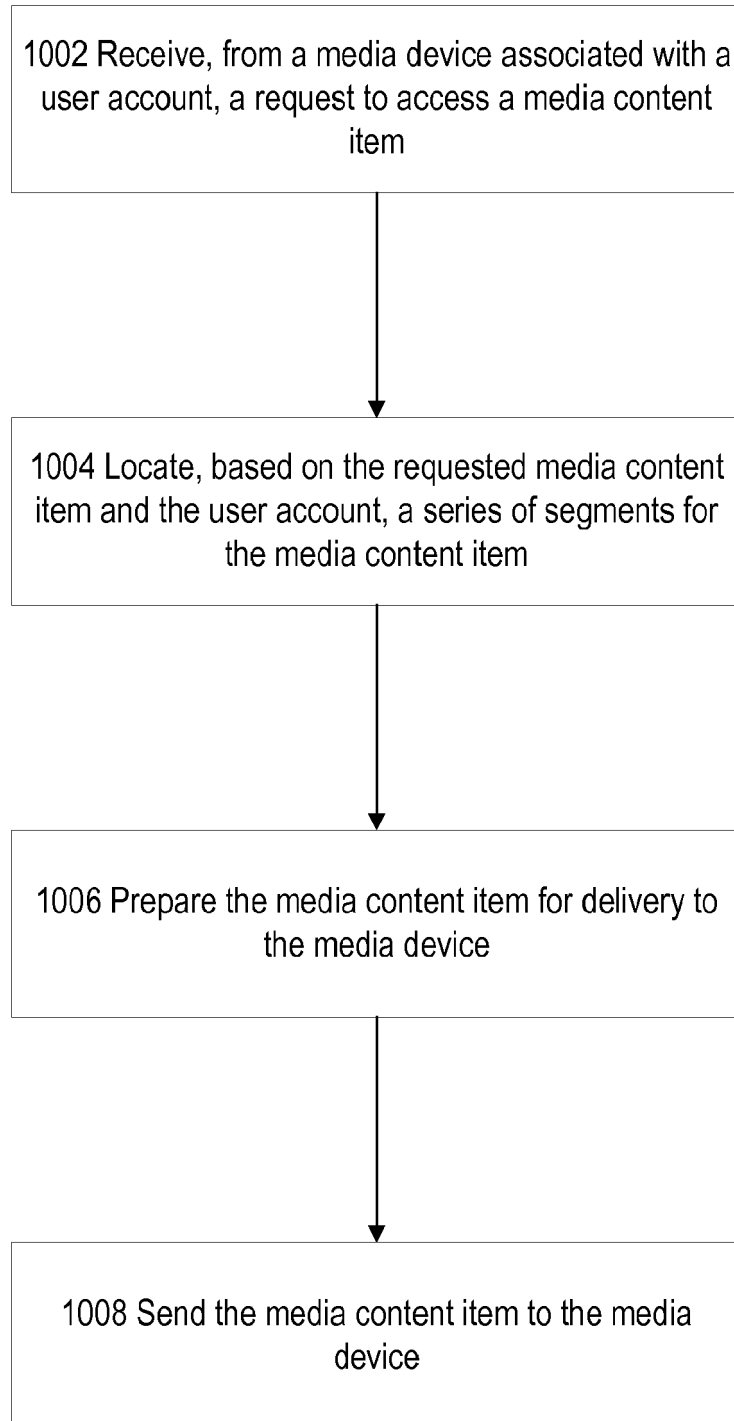 1002 Receive, from a media device associated with a
user account, a request to access a media content
item
1004 Locate, based on the requested media content
item and the user account, a series of segments for
the media content item
1006 Prepare the media content item for delivery to
the media device
1008 Send the media content item to the media
device